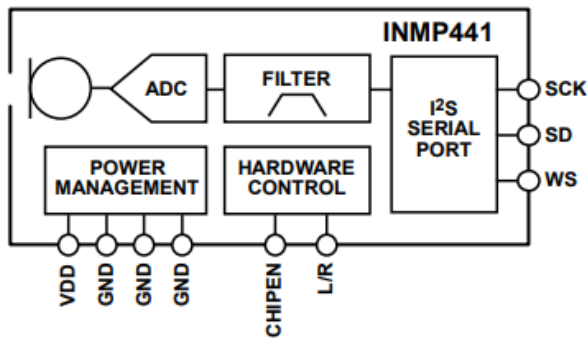 INMP441
ADC
FILTER
I²S
SERIAL
PORT
SCK
SD
WS
POWER
MANAGEMENT
HARDWARE
CONTROL
VDD
GND
GND
GND
CHIPEN
L/R